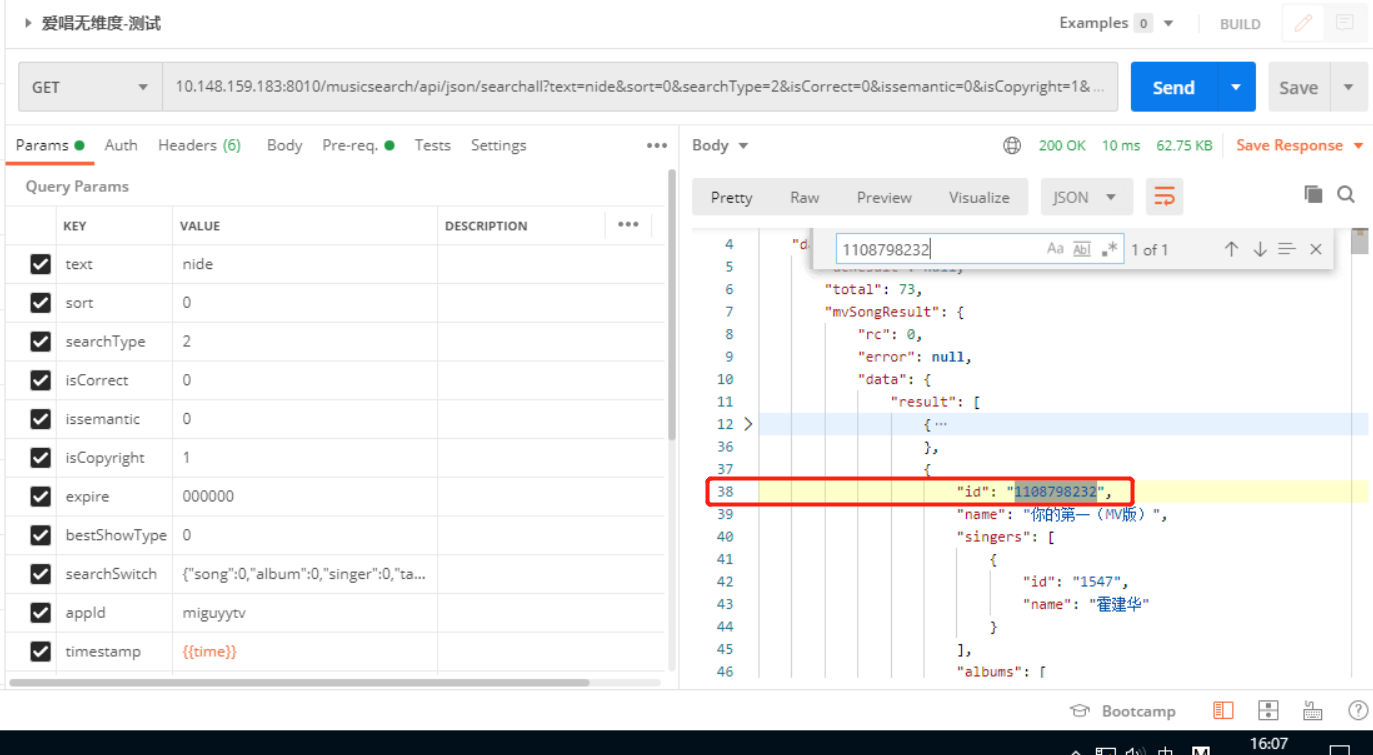 爱唱无维度-测试
Examples 0 BUILD
GET 10.148.159.183:8010/musicsearch/api/json/searchall?text=nide&sort=0&searchType=2&isCorrect=0&issemantic=0&isCopyright=1& ...
Send Save
Params Auth Headers (6) Body Pre-req. Tests Settings
Query Params
KEY VALUE DESCRIPTION
text nide
sort 0
searchType 2
isCorrect 0
issemantic 0
isCopyright 1
expire 000000
bestShowType 0
searchSwitch {"song":0,"album":0,"singer":0,"ta...
appId miguyytv
timestamp {{time}}
Body 200 OK 10 ms 62.75 KB Save Response
Pretty Raw Preview Visualize JSON
1108798232 Aa Abl .* 1 of 1
4 "d
5
6 "total": 73,
7 "mvSongResult": {
8 "rc": 0,
9 "error": null,
10 "data": {
11 "result": [
12 {...
36 },
37 {
38 "id": "1108798232",
39 "name": "你的第一（MV版）",
40 "singers": [
41 {
42 "id": "1547",
43 "name": "霍建华"
44 }
45 ],
46 "albums": [
Bootcamp
中 M 16:07